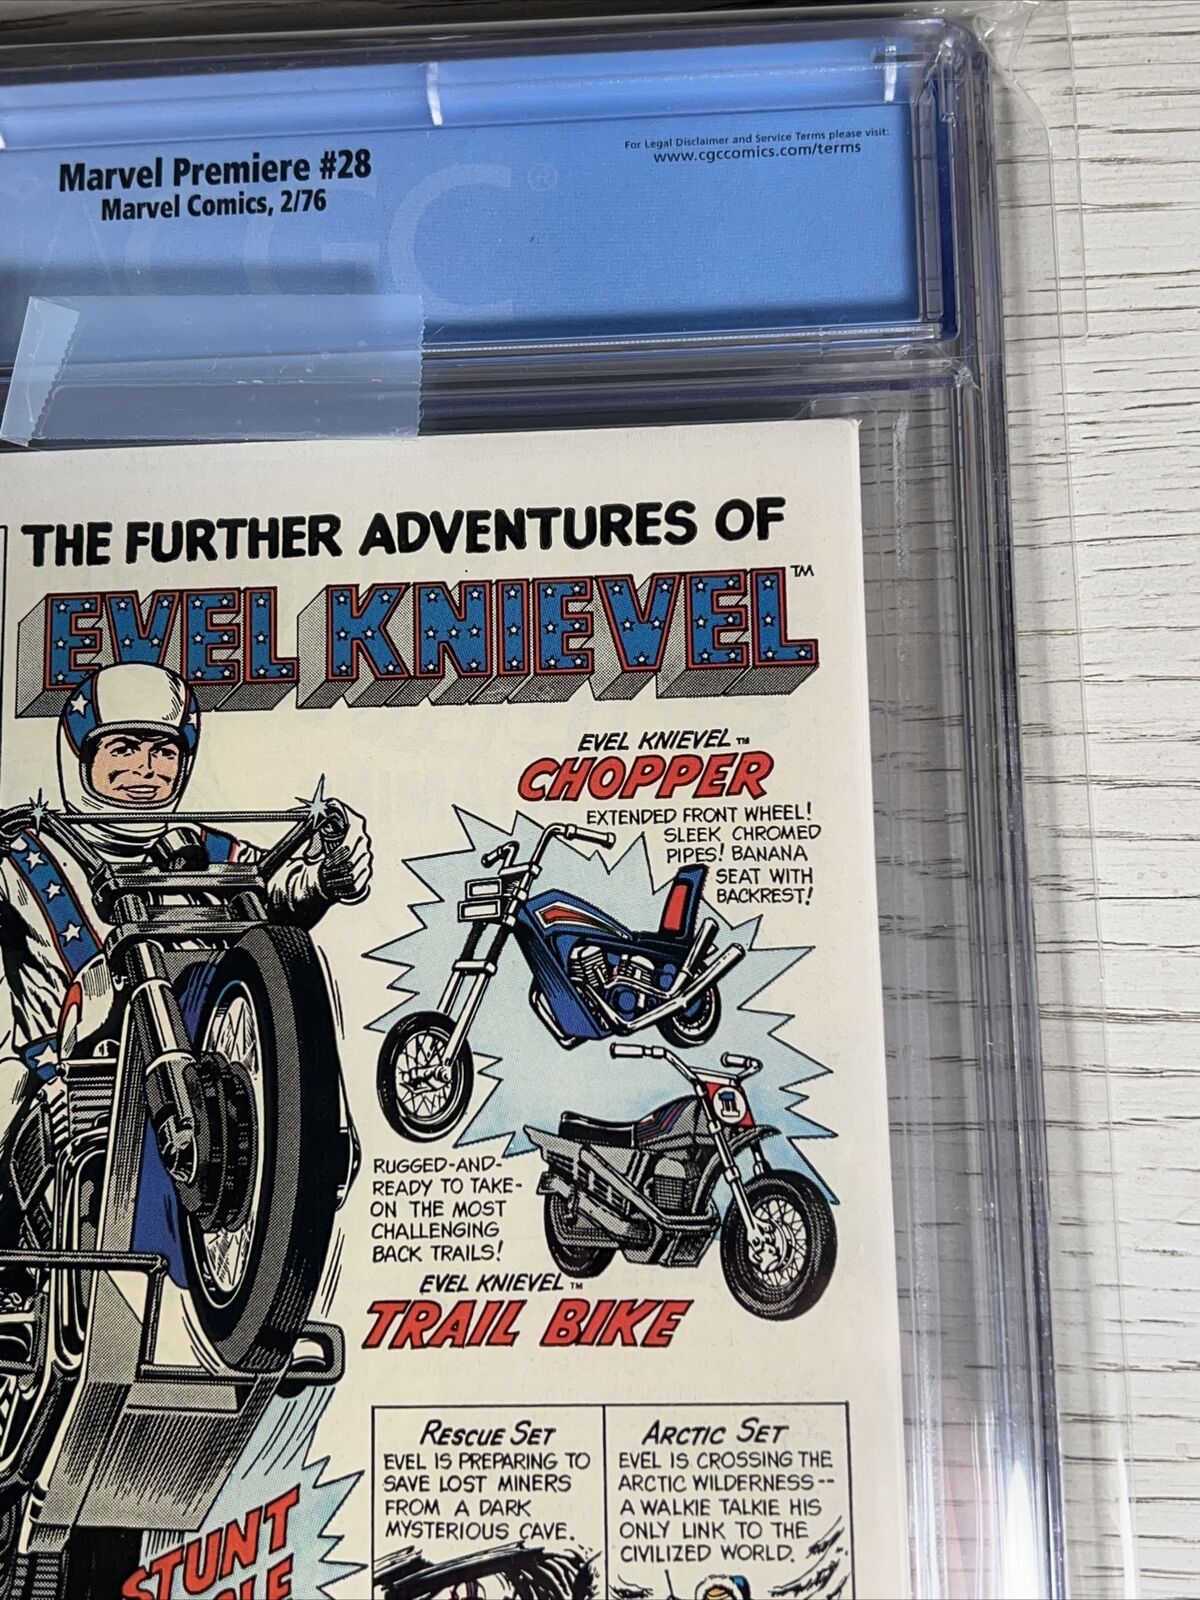 Marvel Premiere #28
Marvel Comics, 2/76
For Legal Disclaimer and Service Terms please visit:
www.cgccomics.com/terms
CGC®
THE FURTHER ADVENTURES OF
EVEL KNIEVEL™
EVEL KNIEVEL™
CHOPPER
EXTENDED FRONT WHEEL!
SLEEK CHROMED
PIPES! BANANA
SEAT WITH
BACKREST!
1
RUGGED-AND-
READY TO TAKE-
ON THE MOST
CHALLENGING
BACK TRAILS!
EVEL KNIEVEL™
TRAIL BIKE
STUNT
RESCUE SET
EVEL IS PREPARING TO
SAVE LOST MINERS
FROM A DARK
MYSTERIOUS CAVE.
ARCTIC SET
EVEL IS CROSSING THE
ARCTIC WILDERNESS--
A WALKIE TALKIE HIS
ONLY LINK TO THE
CIVILIZED WORLD.